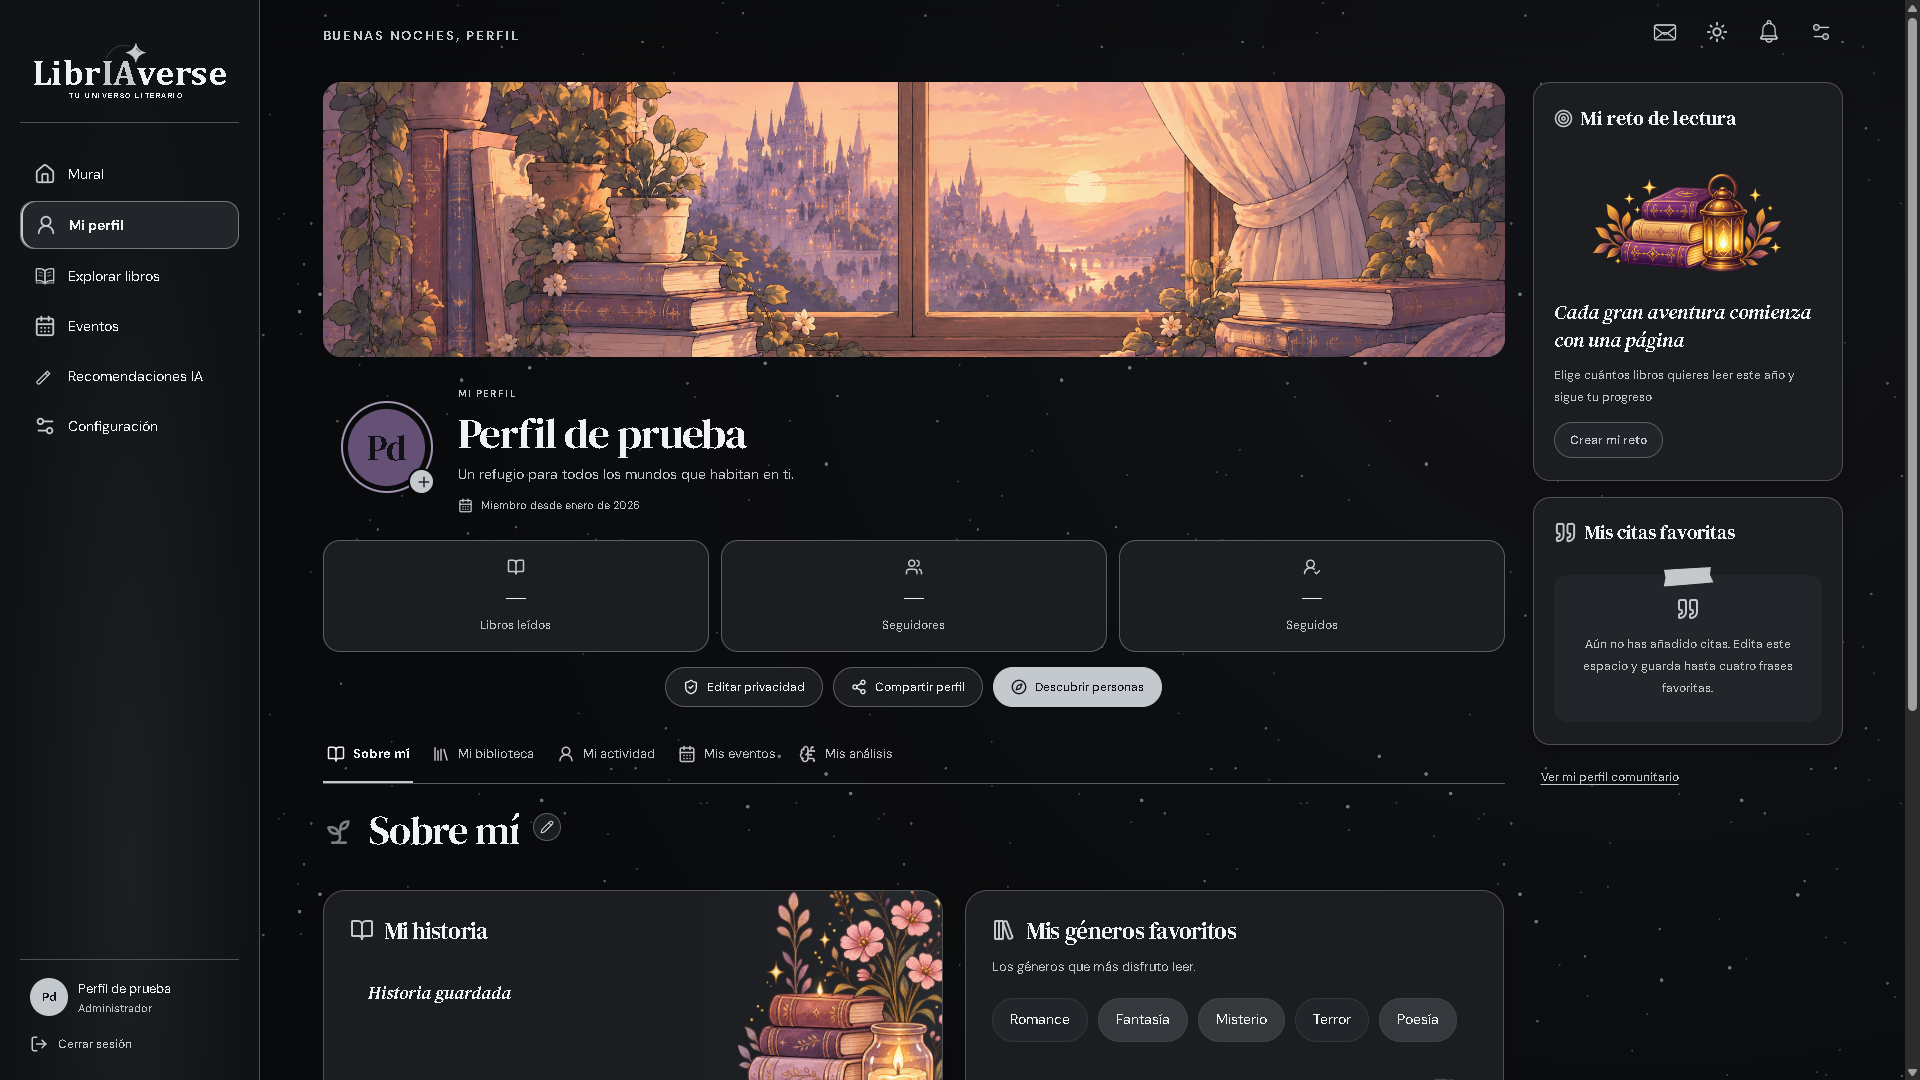 LibrIAverse
TU UNIVERSO LITERARIO
Mural
Mi perfil
Explorar libros
Eventos
Recomendaciones IA
Configuración
Pd
Perfil de prueba
Administrador
Cerrar sesión
BUENAS NOCHES, PERFIL
Pd
MI PERFIL
Perfil de prueba
Un refugio para todos los mundos que habitan en ti.
Miembro desde enero de 2026
—
Libros leídos
—
Seguidores
—
Seguidos
Editar privacidad
Compartir perfil
Descubrir personas
Sobre mí
Mi biblioteca
Mi actividad
Mis eventos
Mis análisis
Sobre mí
Mi historia
Historia guardada
Mis géneros favoritos
Los géneros que más disfruto leer.
Romance
Fantasía
Misterio
Terror
Poesía
Mi reto de lectura
Cada gran aventura comienza
con una página
Elige cuántos libros quieres leer este año y
sigue tu progreso
Crear mi reto
Mis citas favoritas
Aún no has añadido citas. Edita este
espacio y guarda hasta cuatro frases
favoritas.
Ver mi perfil comunitario